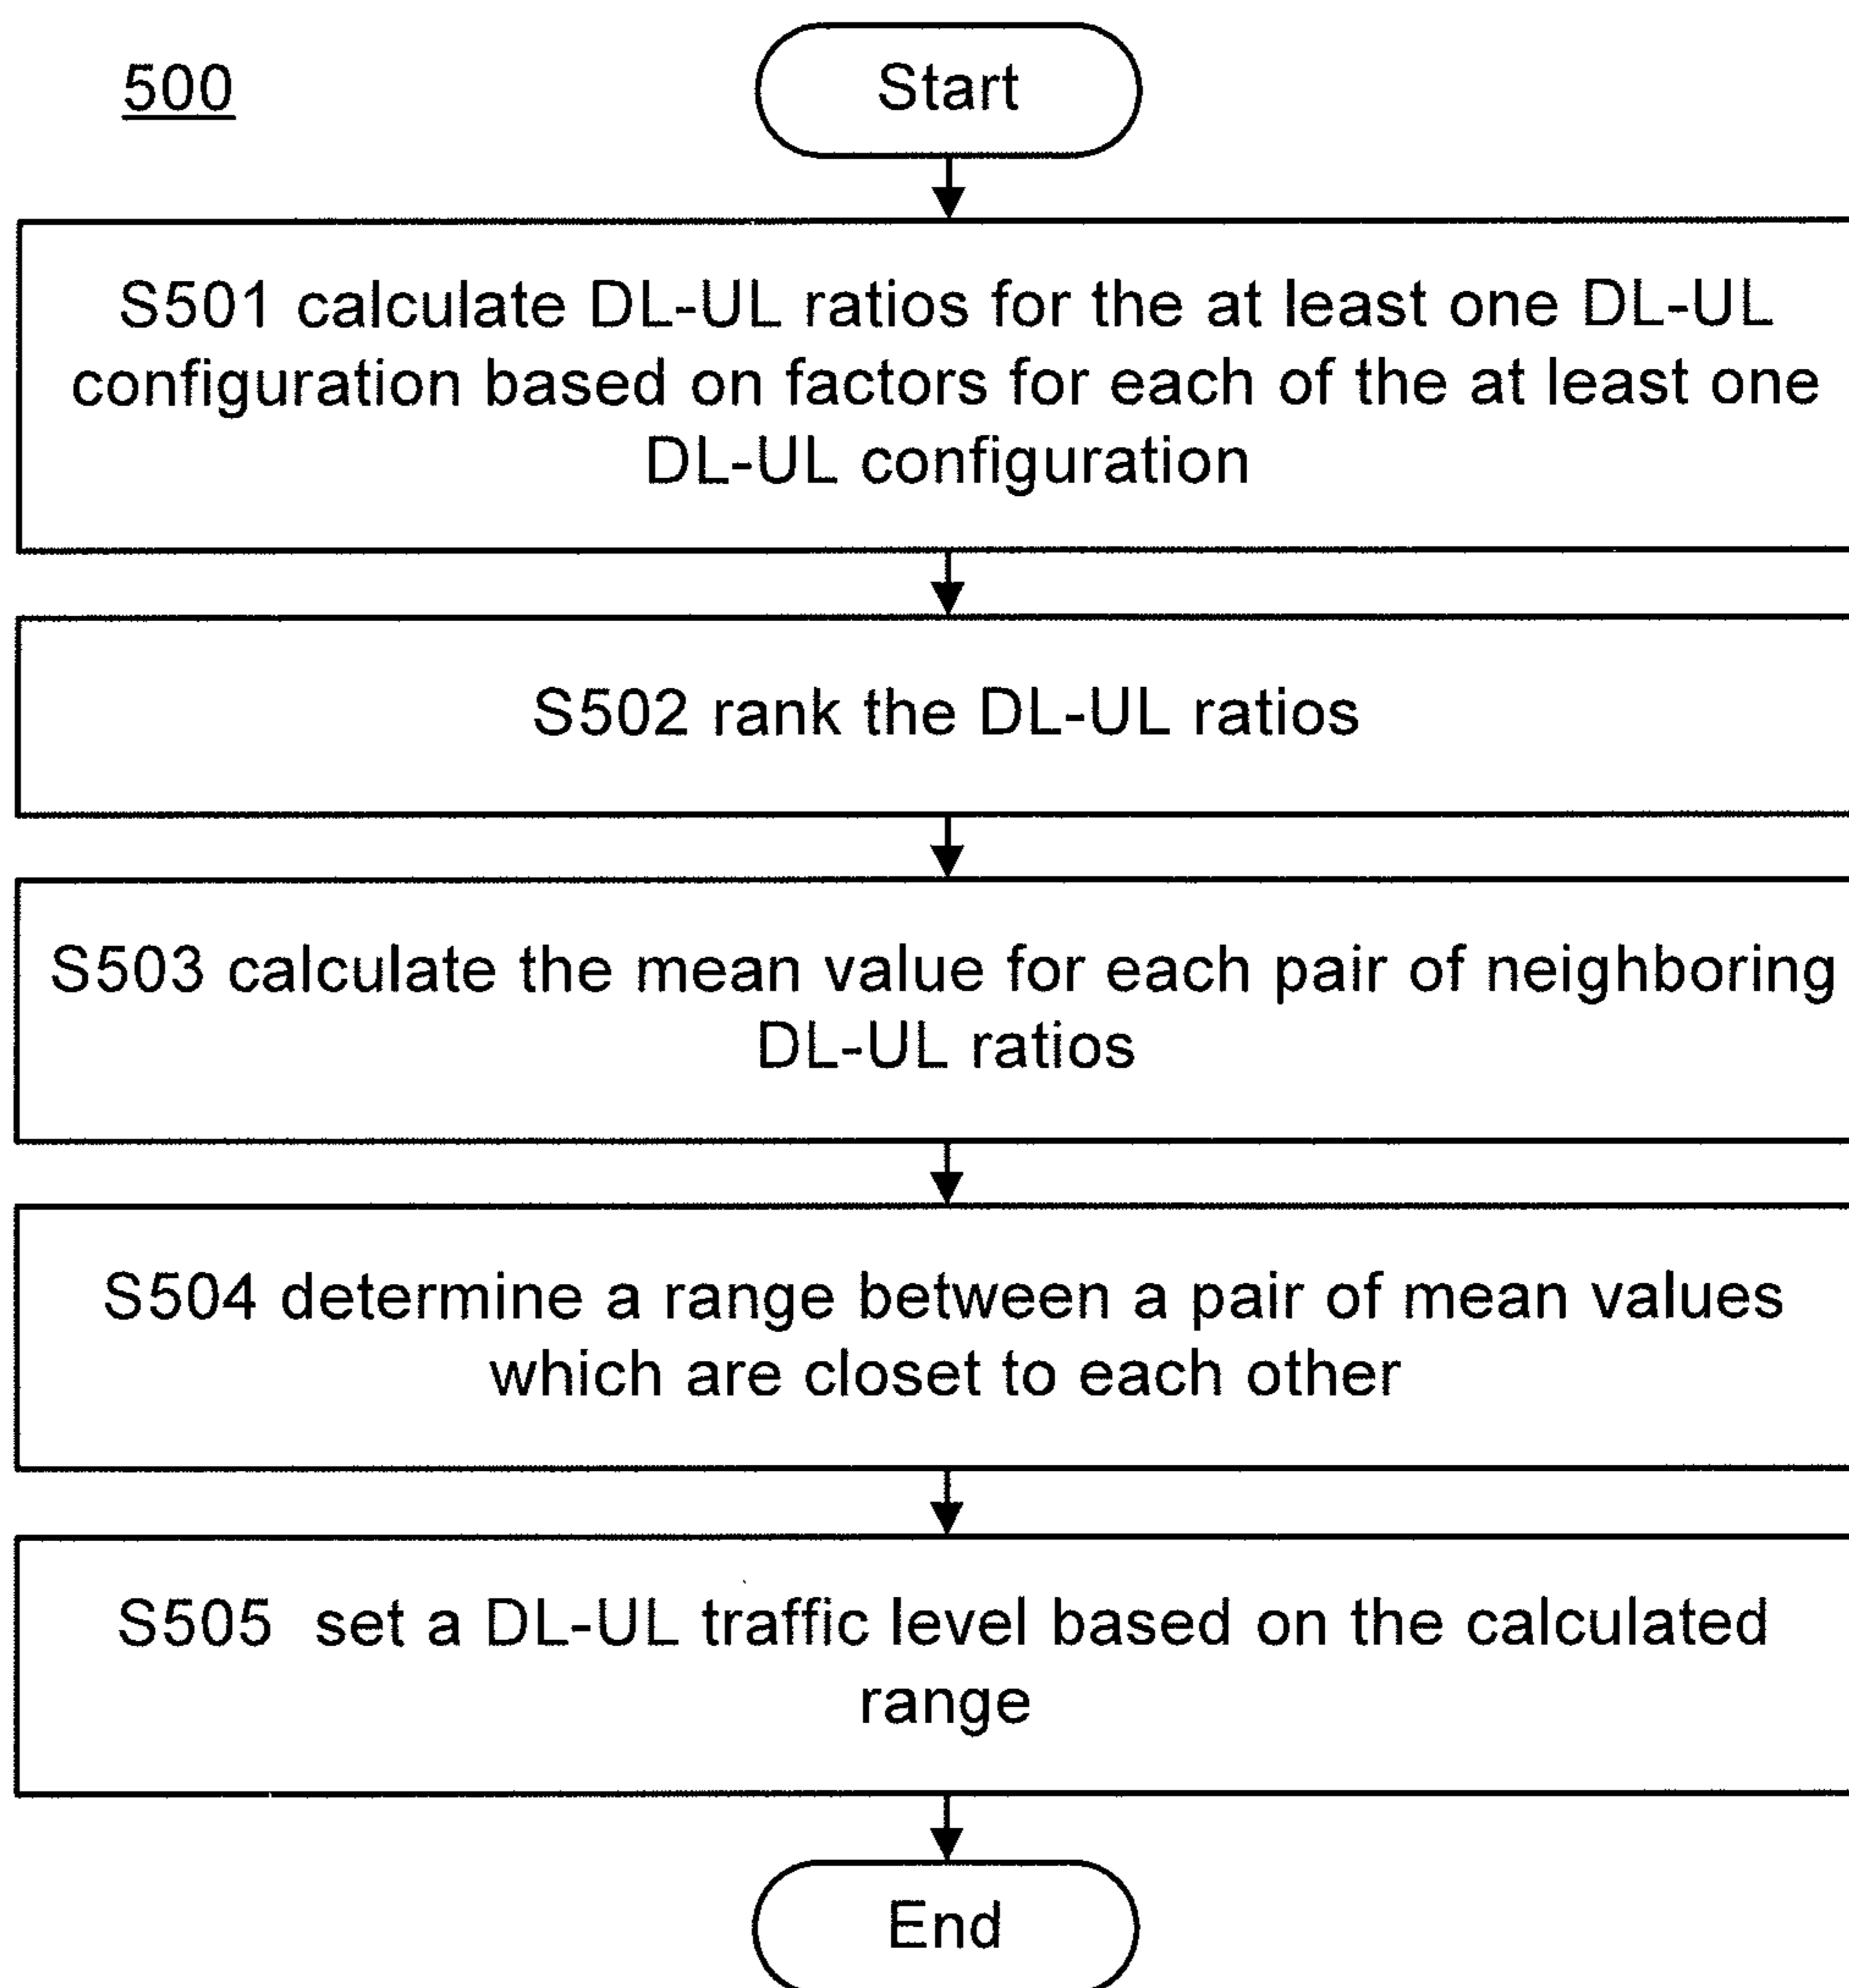 500
Start
S501 calculate DL-UL ratios for the at least one DL-UL
configuration based on factors for each of the at least one
DL-UL configuration
S502 rank the DL-UL ratios
S503 calculate the mean value for each pair of neighboring
DL-UL ratios
S504 determine a range between a pair of mean values
which are closet to each other
S505 set a DL-UL traffic level based on the calculated
range
End